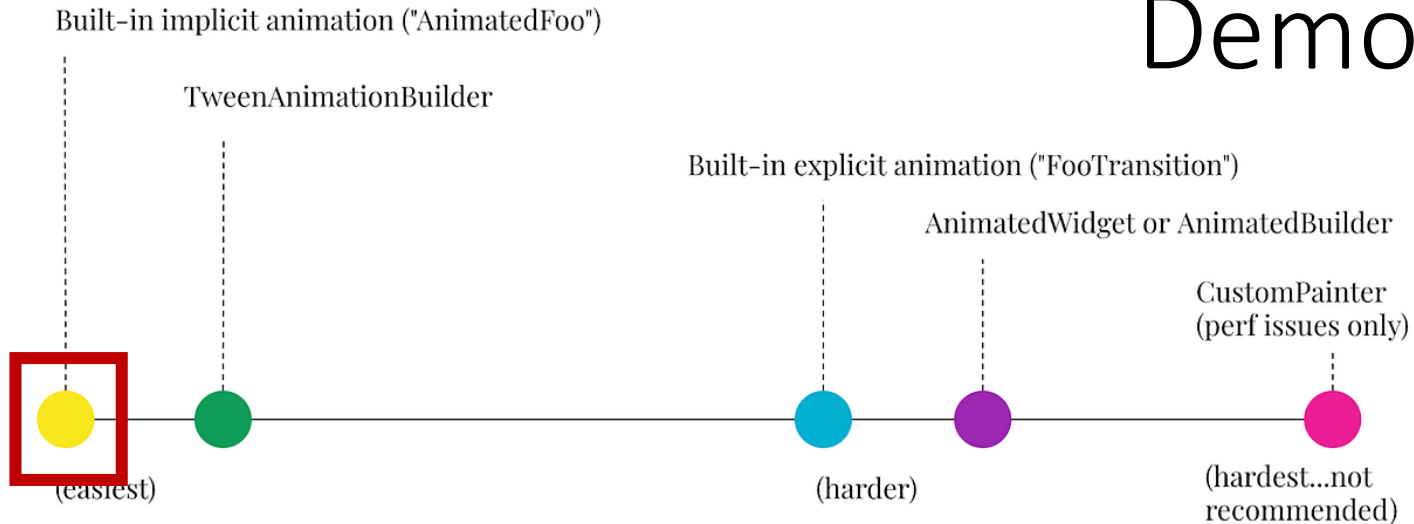 Demo
Built-in implicit animation ("AnimatedFoo")
TweenAnimationBuilder
Built-in explicit animation ("FooTransition")
AnimatedWidget or AnimatedBuilder
CustomPainter
(perf issues only)
(easiest)
(harder)
(hardest...not
recommended)